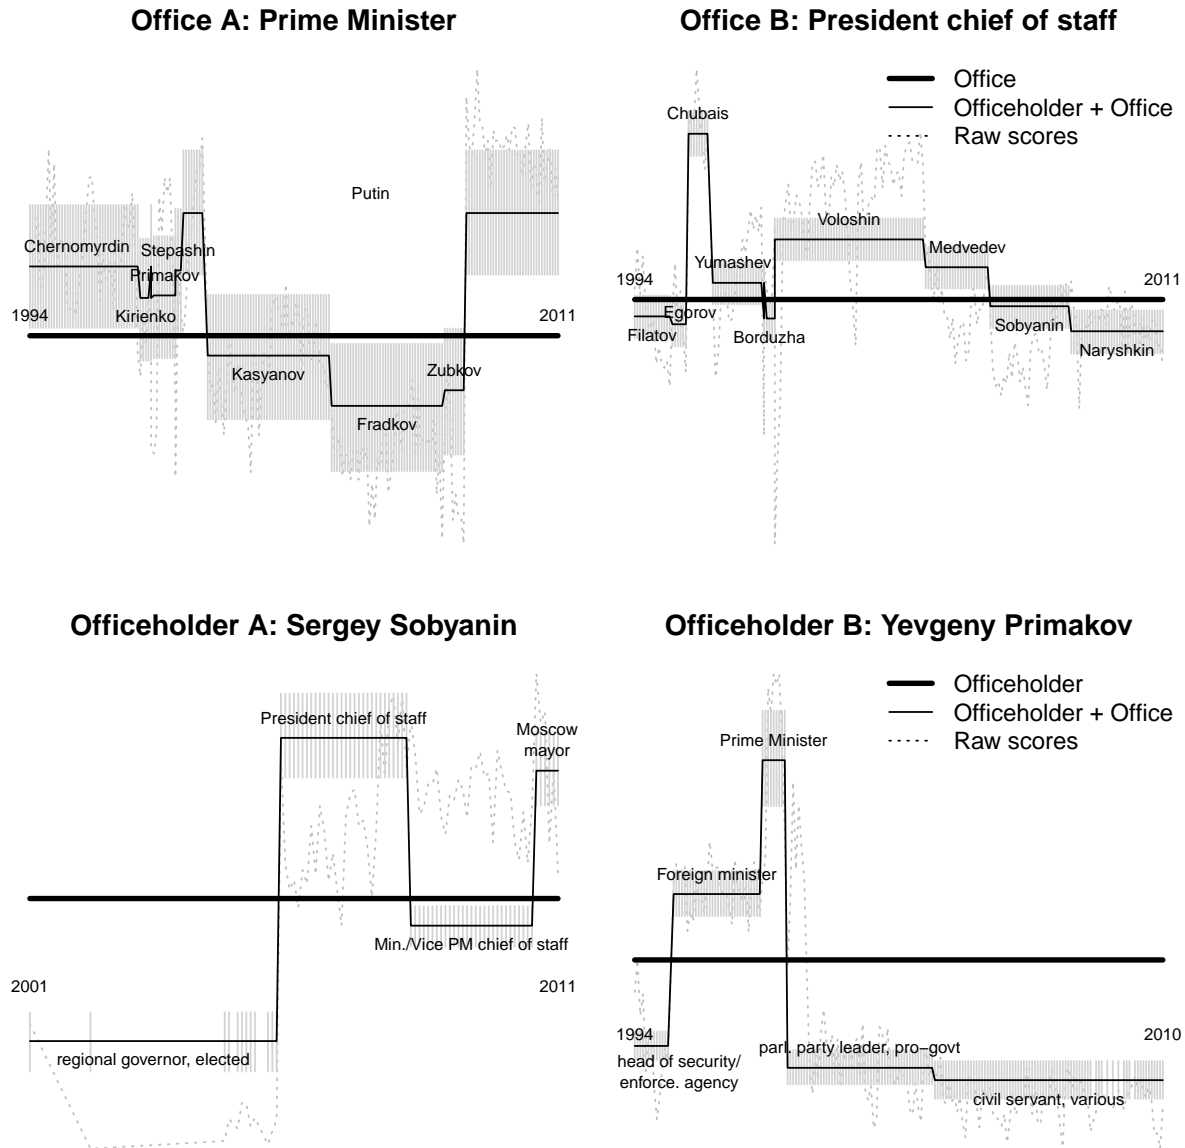 Office A: Prime Minister
Chernomyrdin
Stepashin
Primakov
Kirienko
Putin
1994
2011
Kasyanov
Zubkov
Fradkov
Office B: President chief of staff
Office
Officeholder + Office
Raw scores
Chubais
Voloshin
Medvedev
Yumashev
1994
2011
Egorov
Filatov
Borduzha
Sobyanin
Naryshkin
Officeholder A: Sergey Sobyanin
President chief of staff
Moscow
mayor
Min./Vice PM chief of staff
2001
2011
regional governor, elected
Officeholder B: Yevgeny Primakov
Officeholder
Officeholder + Office
Raw scores
Prime Minister
Foreign minister
1994
2010
head of security/
enforce. agency
parl. party leader, pro−govt
civil servant, various